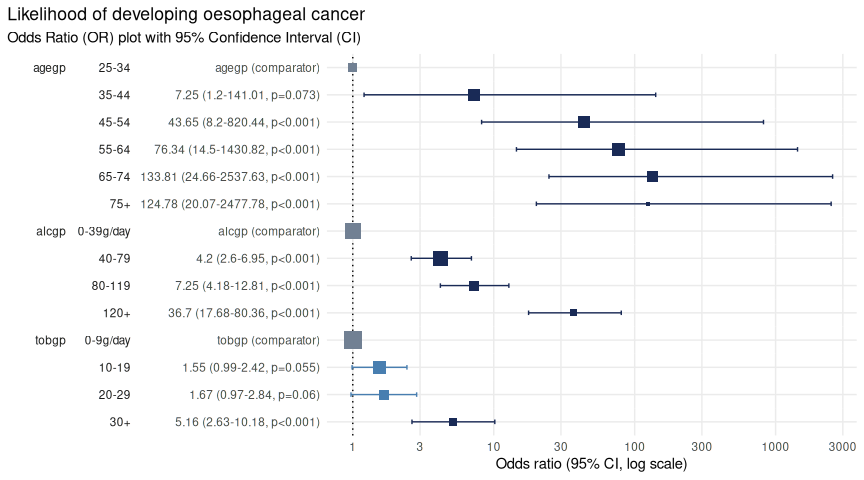 Likelihood of developing oesophageal cancer
Odds Ratio (OR) plot with 95% Confidence Interval (CI)
agegp 25-34 agegp (comparator)
35-44 7.25 (1.2-141.01, p=0.073)
45-54 43.65 (8.2-820.44, p<0.001)
55-64 76.34 (14.5-1430.82, p<0.001)
65-74 133.81 (24.66-2537.63, p<0.001)
75+ 124.78 (20.07-2477.78, p<0.001)
alcgp 0-39g/day alcgp (comparator)
40-79 4.2 (2.6-6.95, p<0.001)
80-119 7.25 (4.18-12.81, p<0.001)
120+ 36.7 (17.68-80.36, p<0.001)
tobgp 0-9g/day tobgp (comparator)
10-19 1.55 (0.99-2.42, p=0.055)
20-29 1.67 (0.97-2.84, p=0.06)
30+ 5.16 (2.63-10.18, p<0.001)
1 3 10 30 100 300 1000 3000
Odds ratio (95% CI, log scale)